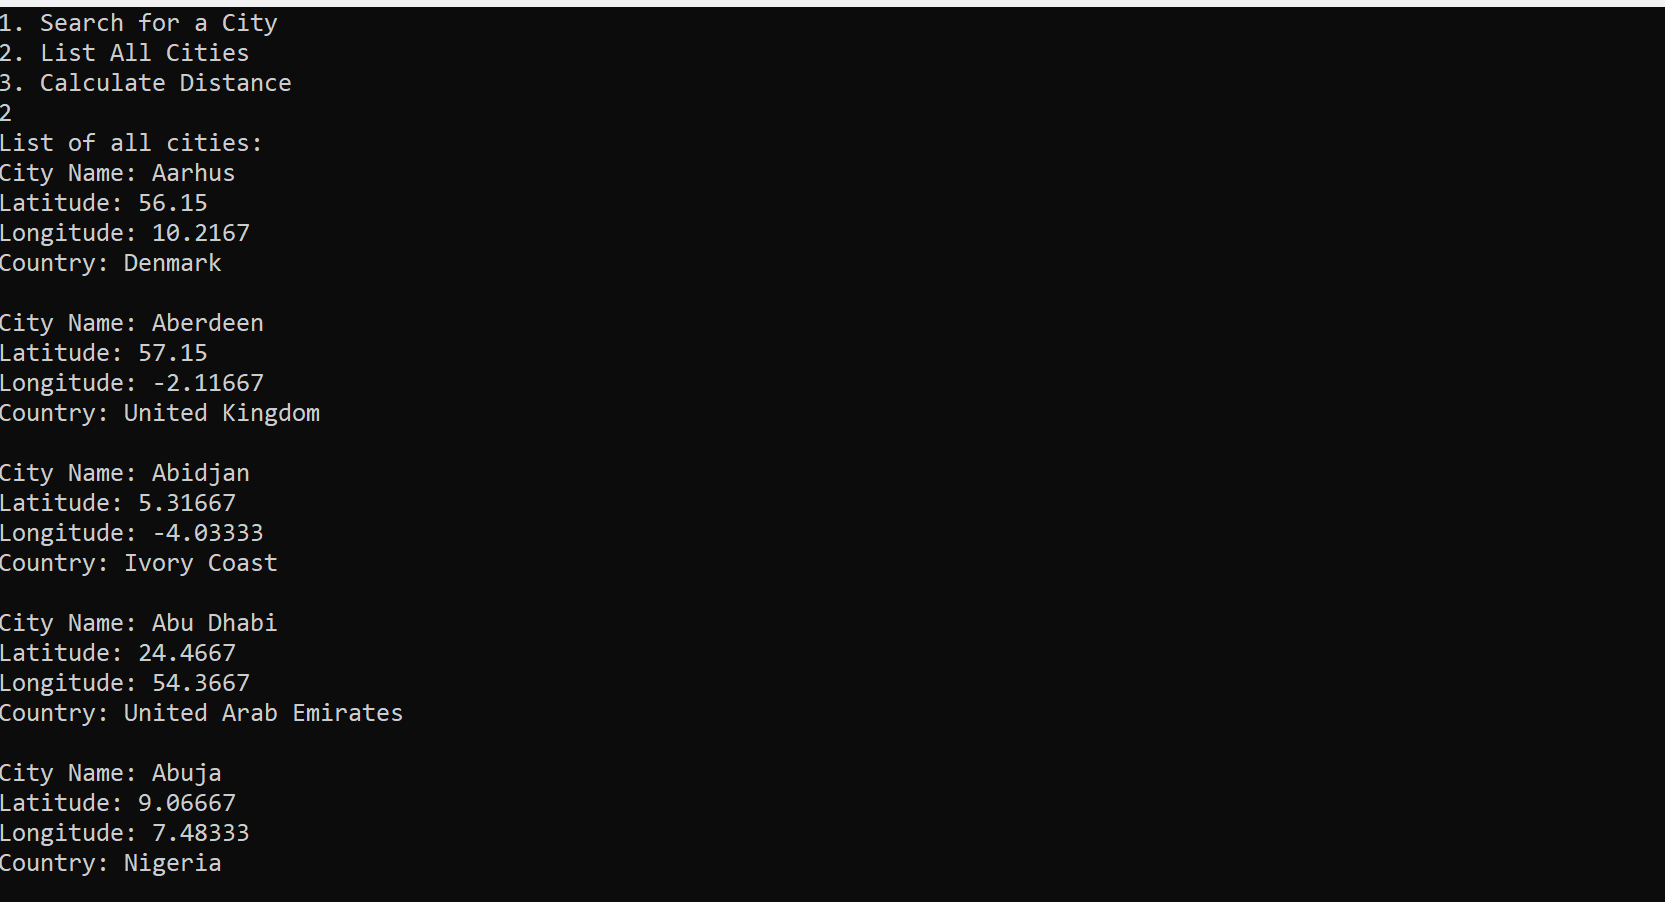 1. Search for a City
2. List All Cities
3. Calculate Distance
2
List of all cities:
City Name: Aarhus
Latitude: 56.15
Longitude: 10.2167
Country: Denmark

City Name: Aberdeen
Latitude: 57.15
Longitude: -2.11667
Country: United Kingdom

City Name: Abidjan
Latitude: 5.31667
Longitude: -4.03333
Country: Ivory Coast

City Name: Abu Dhabi
Latitude: 24.4667
Longitude: 54.3667
Country: United Arab Emirates

City Name: Abuja
Latitude: 9.06667
Longitude: 7.48333
Country: Nigeria